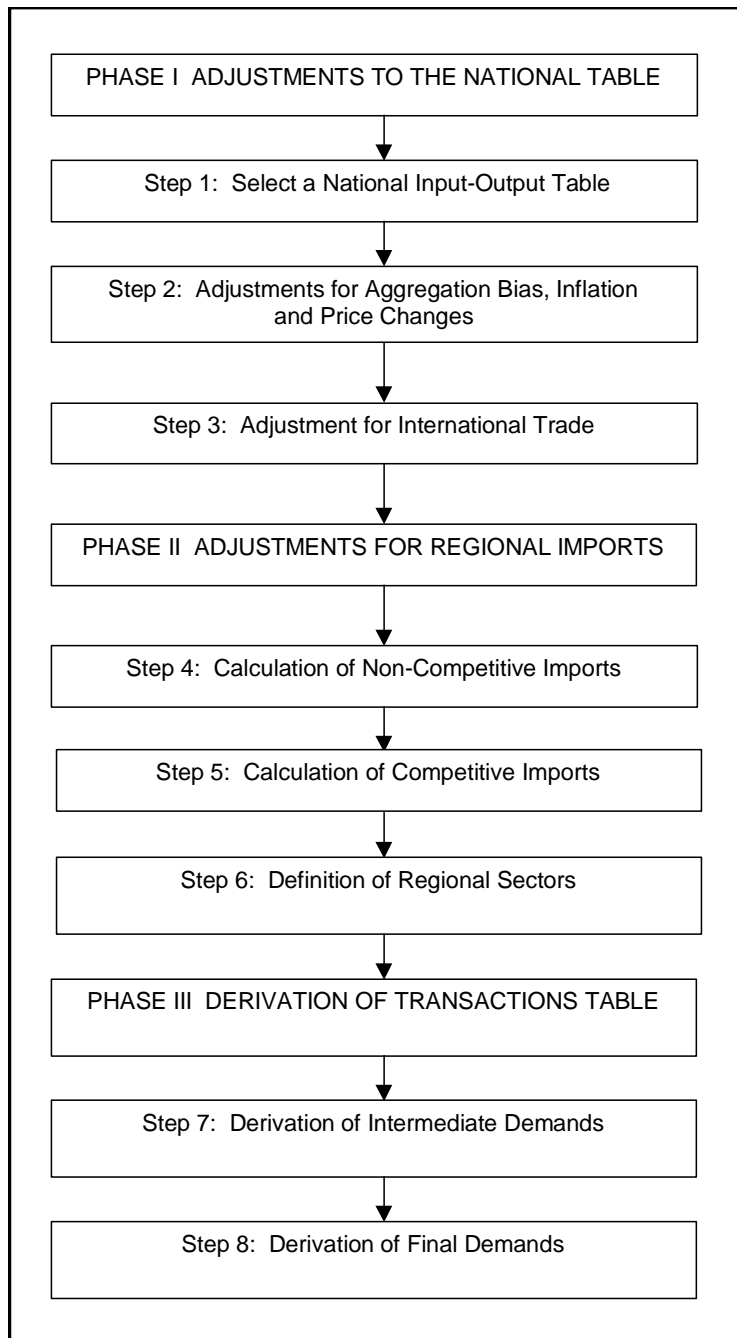 PHASE I  ADJUSTMENTS TO THE NATIONAL TABLE
Step 1:  Select a National Input-Output Table
Step 2:  Adjustments for Aggregation Bias, Inflation
and Price Changes
Step 3:  Adjustment for International Trade
PHASE II  ADJUSTMENTS FOR REGIONAL IMPORTS
Step 4:  Calculation of Non-Competitive Imports
Step 5:  Calculation of Competitive Imports
Step 6:  Definition of Regional Sectors
PHASE III  DERIVATION OF TRANSACTIONS TABLE
Step 7:  Derivation of Intermediate Demands
Step 8:  Derivation of Final Demands